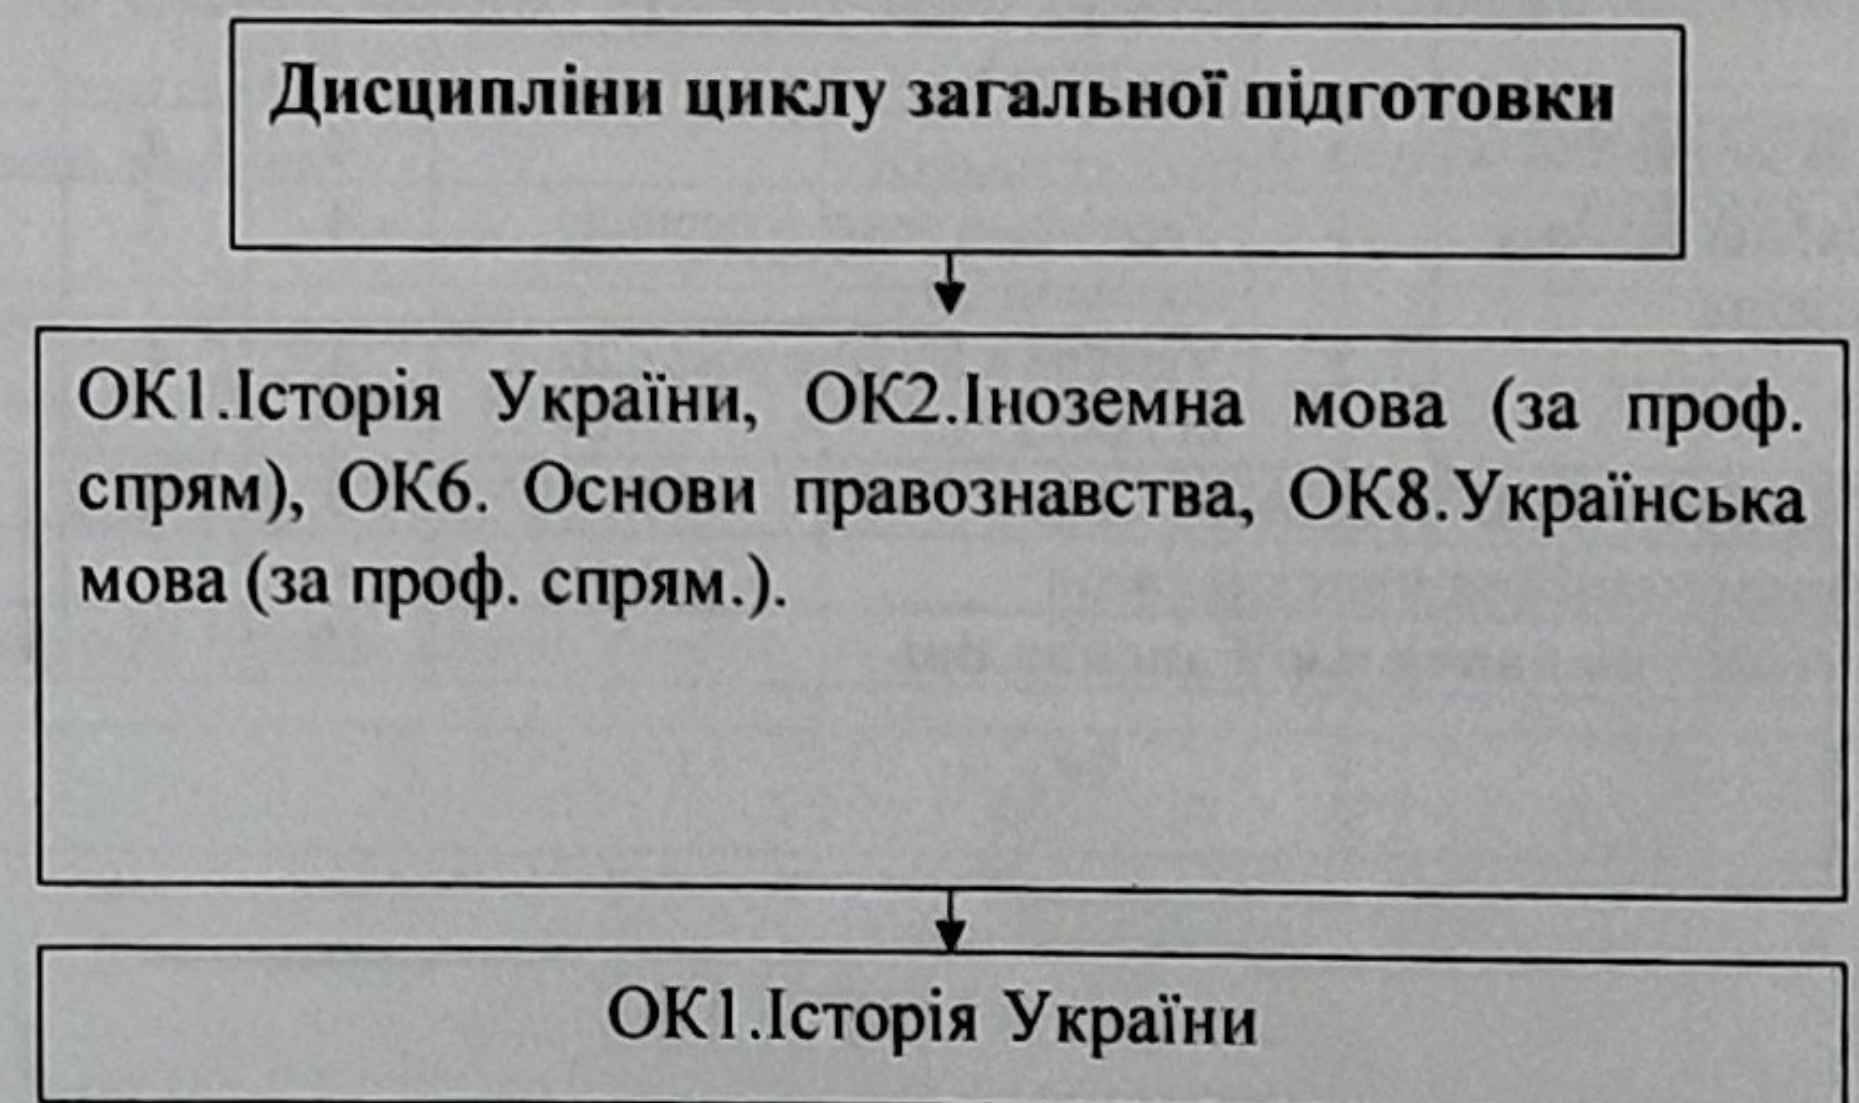 Дисципліни циклу загальної підготовки
ОК1.Історія України, ОК2.Іноземна мова (за проф.
спрям), ОК6. Основи правознавства, ОК8.Українська
мова (за проф. спрям.).
ОК1.Історія України